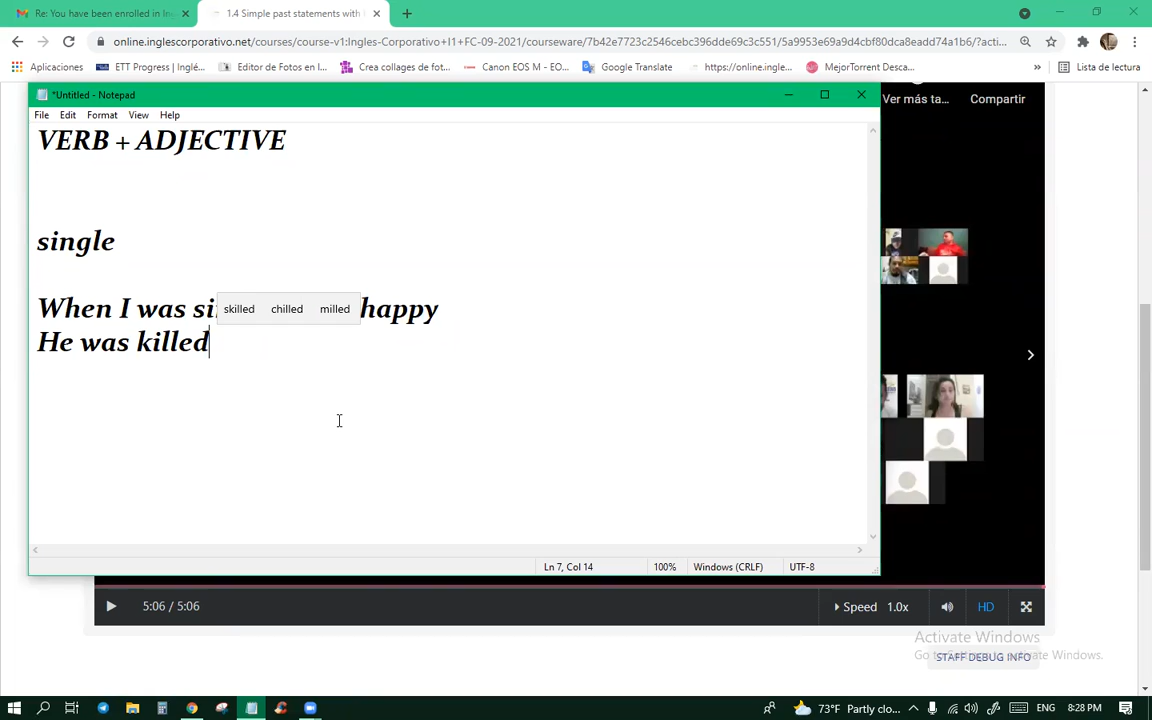 Re: You have been enrolled in In
1.4 Simple past statements with
online.inglescorporativo.net/courses/course-v1:Ingles-Corporativo+I1+FC-09-2021/courseware/7b42e7723c2546cebc396dde69c3c551/5a9953e69a9d4cbf80dca8eadd74a1b6/?acti...
Aplicaciones
ETT Progress | Inglé...
Editor de Fotos en l...
Crea collages de fot...
Canon EOS M - EO...
Google Translate
https://online.ingle...
MejorTorrent Desca...
»
Lista de lectura
*Untitled - Notepad
Ver más ta...
Compartir
File
Edit
Format
View
Help
VERB + ADJECTIVE
single
When I was si
happy
skilled
chilled
milled
He was killed
Ln 7, Col 14
100%
Windows (CRLF)
UTF-8
5:06 / 5:06
Speed
1.0x
HD
Activate Windows
Go to
ate Windows.
STAFF DEBUG INFO
73°F
Partly clo...
ENG
8:28 PM